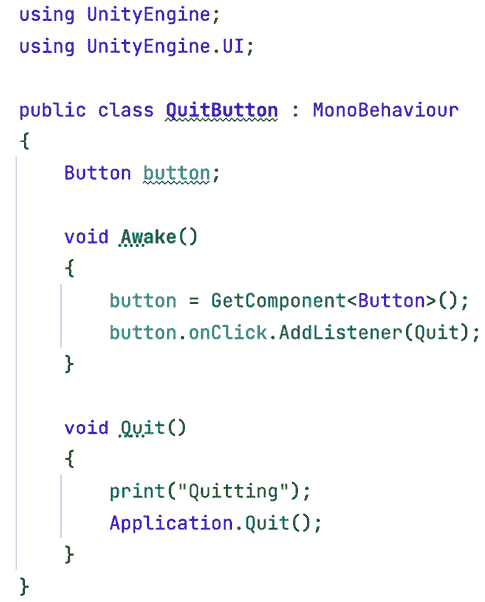 using UnityEngine;
using UnityEngine.UI;

public class QuitButton : MonoBehaviour
{
    Button button;

    void Awake()
    {
        button = GetComponent<Button>();
        button.onClick.AddListener(Quit);
    }

    void Quit()
    {
        print("Quitting");
        Application.Quit();
    }
}